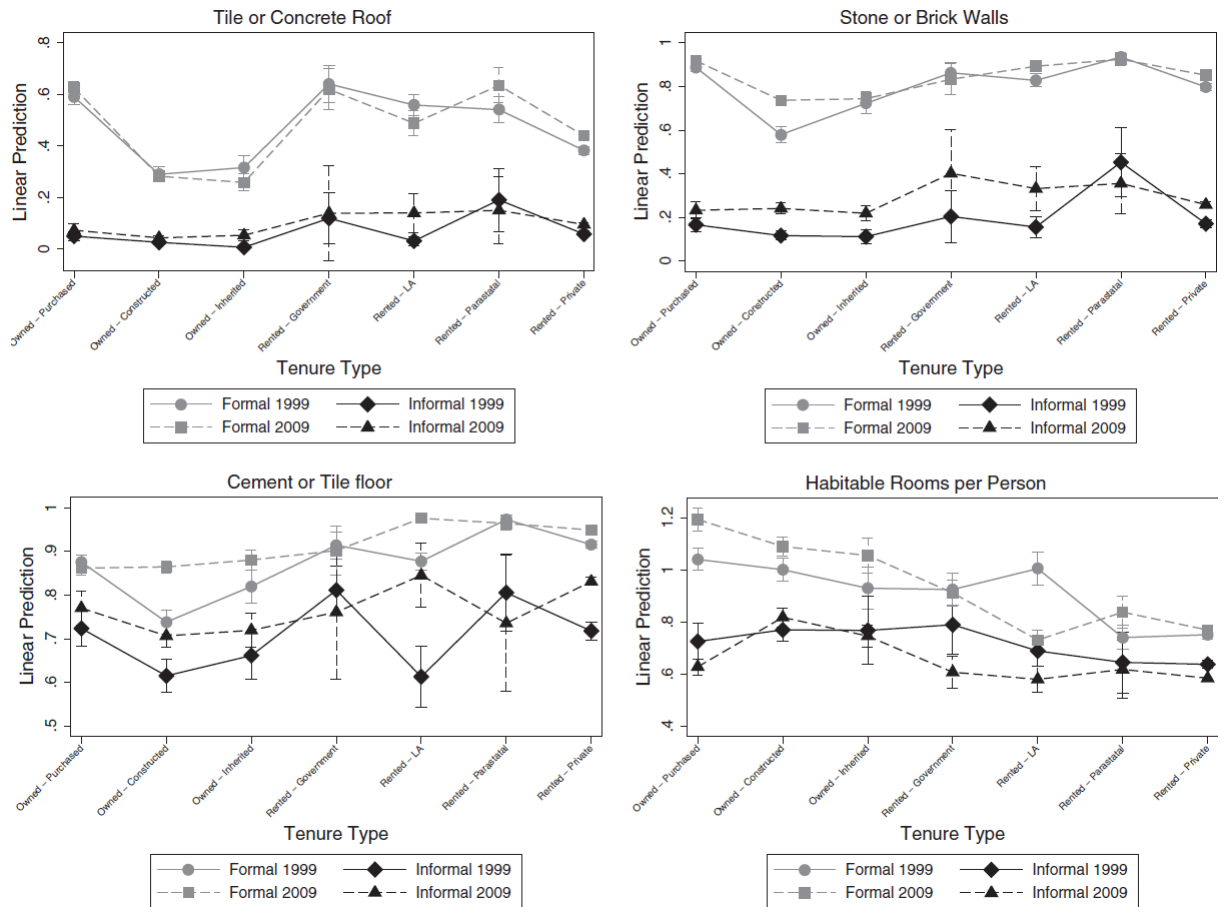 Tile or Concrete Roof
Linear Prediction
.8
.6
.4
.2
0
Owned – Purchased
Owned – Constructed
Owned – Inherited
Rented – Government
Rented – LA
Rented – Parastatal
Rented – Private
Tenure Type
Formal 1999 Informal 1999
Formal 2009 Informal 2009
Stone or Brick Walls
Linear Prediction
1
.8
.6
.4
.2
0
Owned – Purchased
Owned – Constructed
Owned – Inherited
Rented – Government
Rented – LA
Rented – Parastatal
Rented – Private
Tenure Type
Formal 1999 Informal 1999
Formal 2009 Informal 2009
Cement or Tile floor
Linear Prediction
1
.9
.8
.7
.6
.5
Owned – Purchased
Owned – Constructed
Owned – Inherited
Rented – Government
Rented – LA
Rented – Parastatal
Rented – Private
Tenure Type
Formal 1999 Informal 1999
Formal 2009 Informal 2009
Habitable Rooms per Person
Linear Prediction
1.2
1
.8
.6
.4
Owned – Purchased
Owned – Constructed
Owned – Inherited
Rented – Government
Rented – LA
Rented – Parastatal
Rented – Private
Tenure Type
Formal 1999 Informal 1999
Formal 2009 Informal 2009